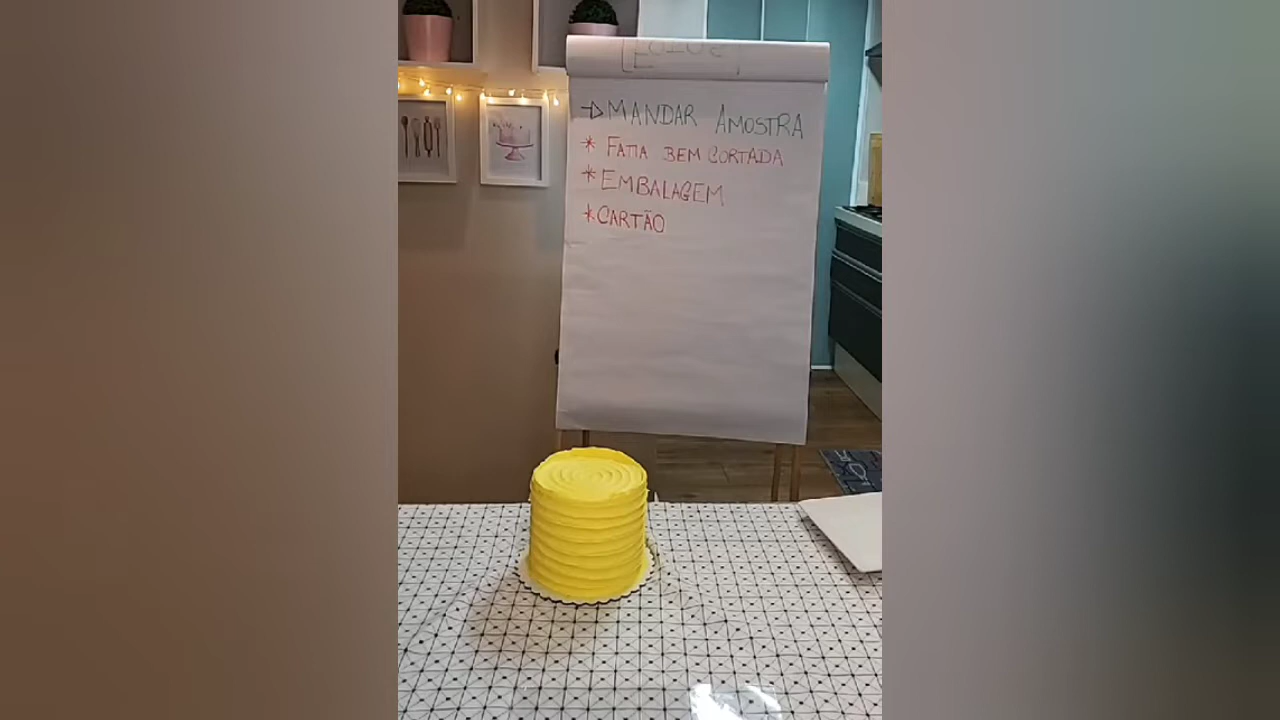 →MANDAR AMOSTRA
* FATIA BEM CORTADA
* EMBALAGEM
* CARTÃO